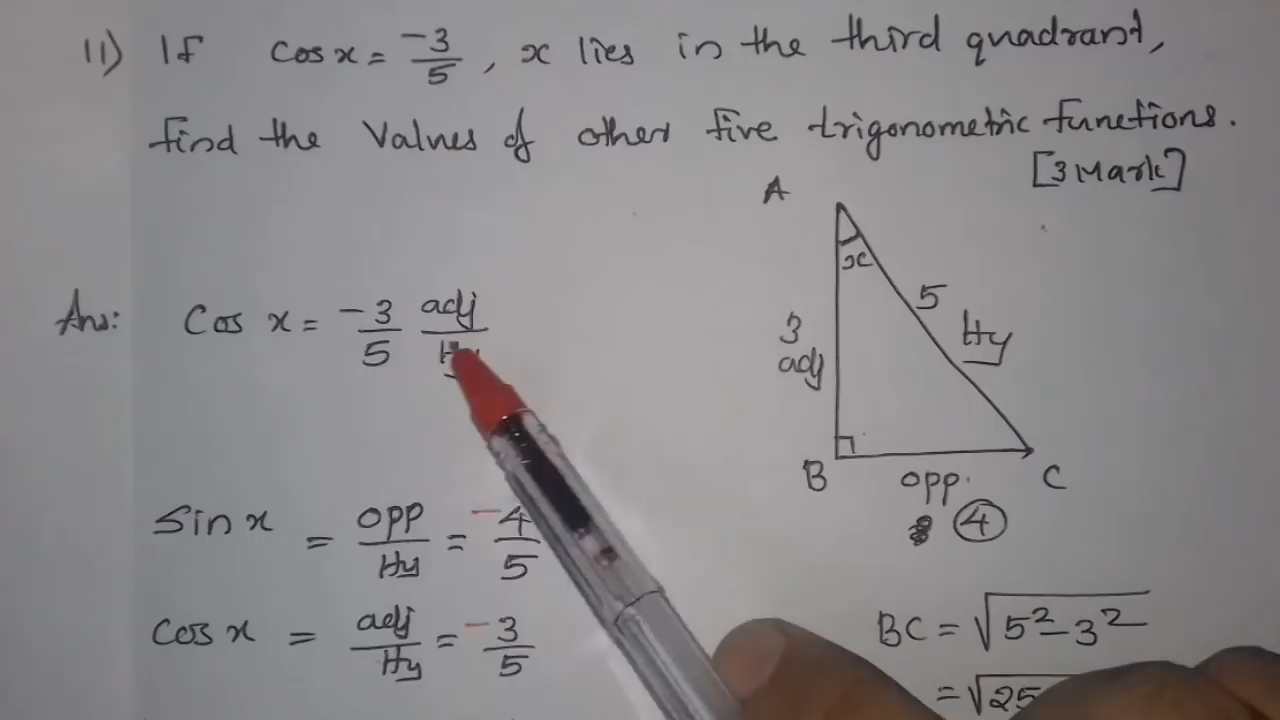 11) If cos x = -3/5, x lies in the third quadrant,
find the values of other five trigonometric functions.
[3 Mark]
A
x
5
Hy
3
adj
B
opp.
C
4
Ans: Cos x = -3/5 adj/Hy
Sin x = opp/Hy = -4/5
Cos x = adj/Hy = -3/5
BC = √5² - 3²
= √25